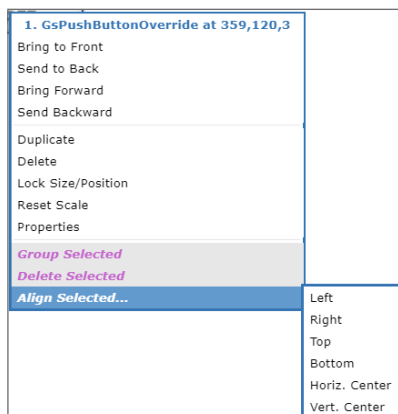 1. GsPushButtonOverride at 359,120,3
Bring to Front
Send to Back
Bring Forward
Send Backward
Duplicate
Delete
Lock Size/Position
Reset Scale
Properties
Group Selected
Delete Selected
Align Selected...
Left
Right
Top
Bottom
Horiz. Center
Vert. Center